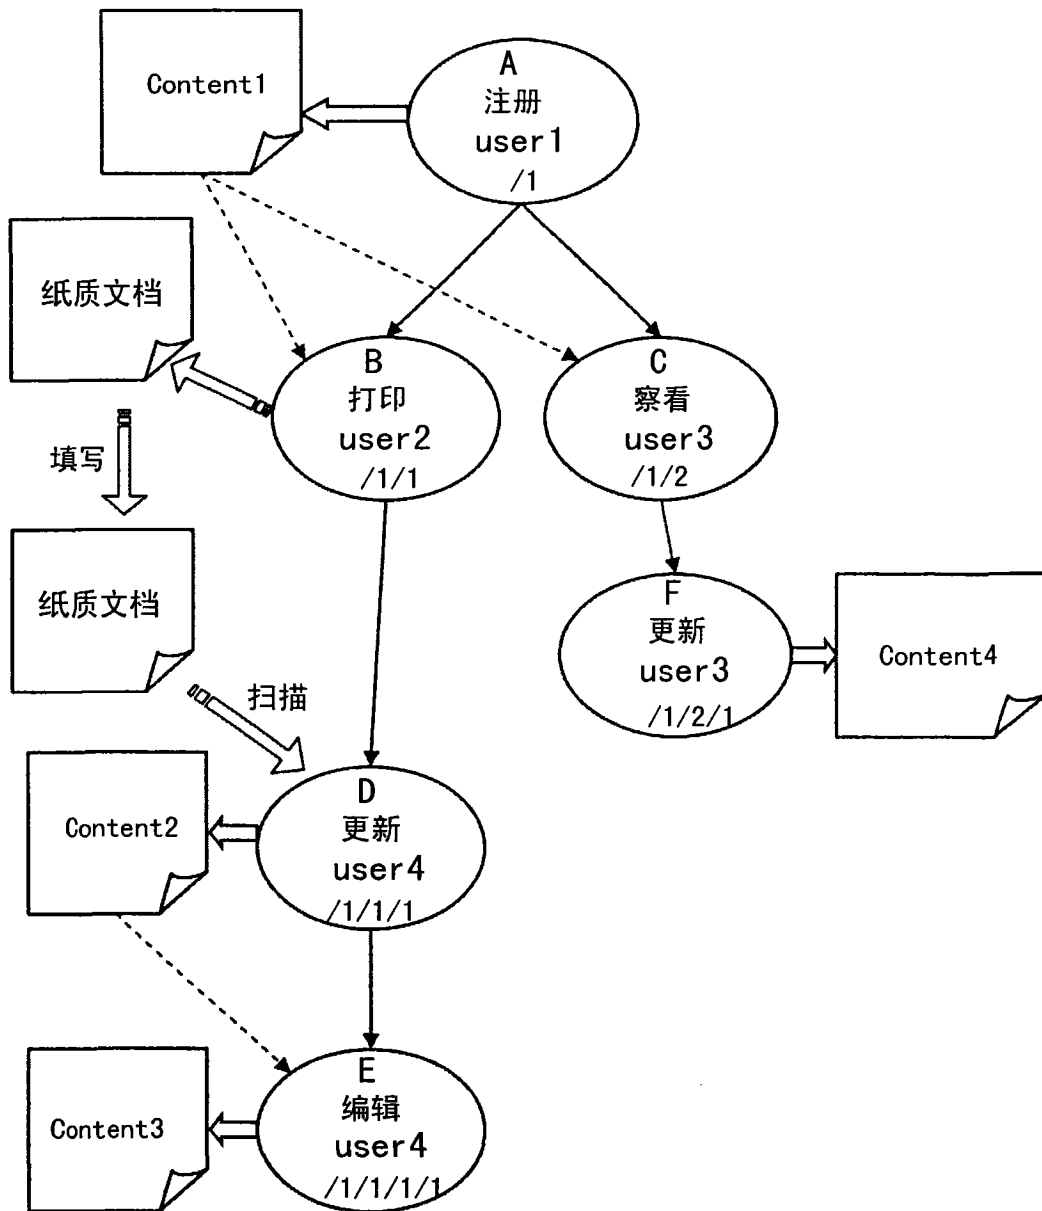 Content1
A
注册
user1
/1
纸质文档
B
打印
user2
/1/1
C
察看
user3
/1/2
填写
纸质文档
F
更新
user3
/1/2/1
Content4
扫描
Content2
D
更新
user4
/1/1/1
Content3
E
编辑
user4
/1/1/1/1